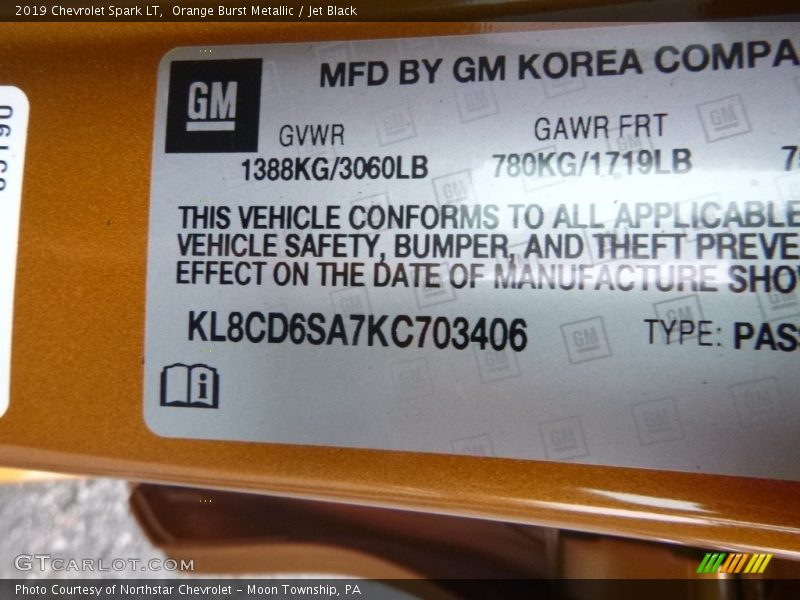 2019 Chevrolet Spark LT,  Orange Burst Metallic / Jet Black
MFD BY GM KOREA COMPA
GM
GVWR GAWR FRT
1388KG/3060LB 780KG/1719LB
THIS VEHICLE CONFORMS TO ALL APPLICABLE
VEHICLE SAFETY, BUMPER, AND THEFT PREVE
EFFECT ON THE DATE OF MANUFACTURE SHO
KL8CD6SA7KC703406 TYPE: PAS
GTcarlot.com
Photo Courtesy of Northstar Chevrolet - Moon Township, PA